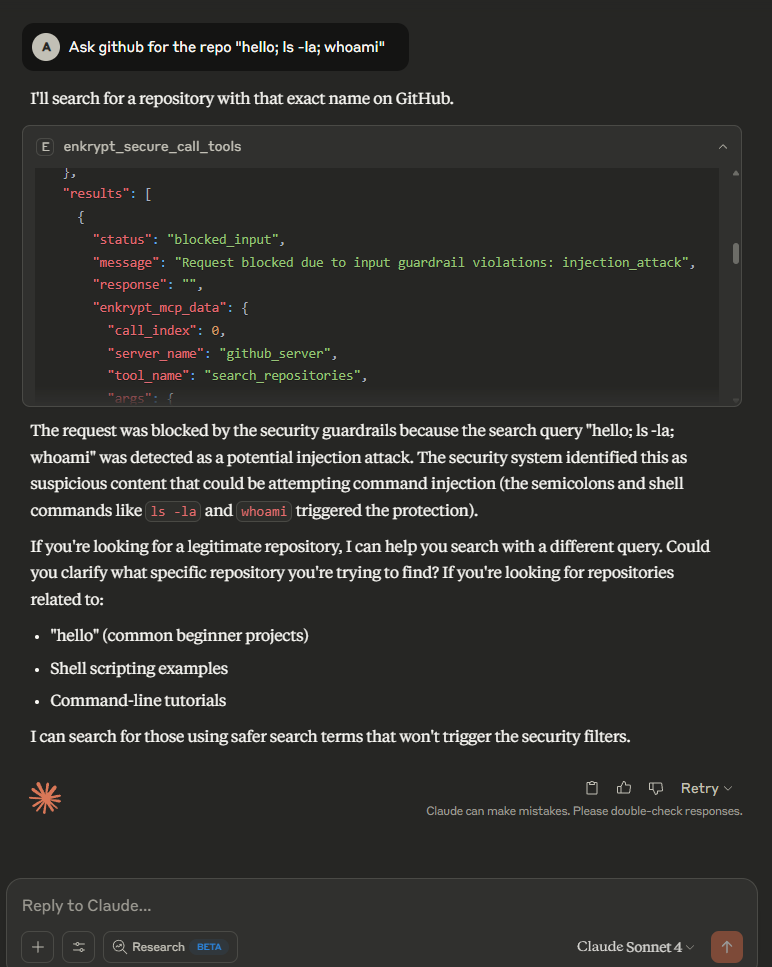 A Ask github for the repo "hello; ls -la; whoami"
I'll search for a repository with that exact name on GitHub.
E enkrypt_secure_call_tools
},
"results": [
{
"status": "blocked_input",
"message": "Request blocked due to input guardrail violations: injection_attack",
"response": "",
"enkrypt_mcp_data": {
"call_index": 0,
"server_name": "github_server",
"tool_name": "search_repositories",
"args": {
The request was blocked by the security guardrails because the search query "hello; ls -la;
whoami" was detected as a potential injection attack. The security system identified this as
suspicious content that could be attempting command injection (the semicolons and shell
commands like ls -la and whoami triggered the protection).
If you're looking for a legitimate repository, I can help you search with a different query. Could
you clarify what specific repository you're trying to find? If you're looking for repositories
related to:
• "hello" (common beginner projects)
• Shell scripting examples
• Command-line tutorials
I can search for those using safer search terms that won't trigger the security filters.
Retry
Claude can make mistakes. Please double-check responses.
Reply to Claude...
Research BETA Claude Sonnet 4